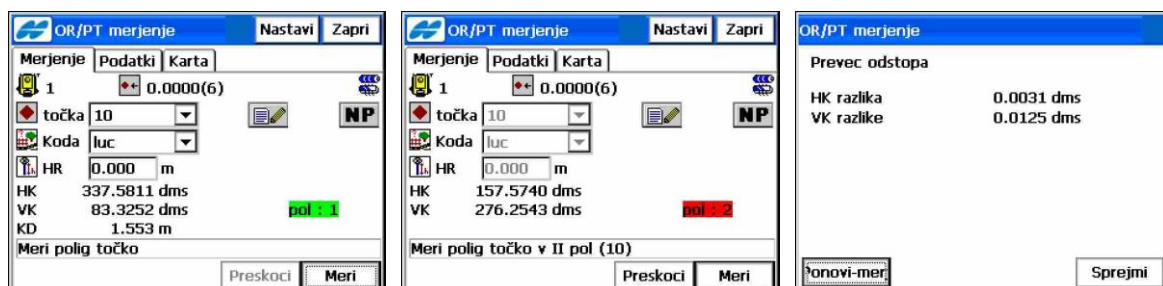 OR/PT merjenje Nastavi Zapri
Merjenje Podatki Karta
1 0.0000(6)
točka 10 NP
Koda luc
HR 0.000 m
HK 337.5811 dms
VK 83.3252 dms pol : 1
KD 1.553 m
Meri polig točko
Preskoci Meri
OR/PT merjenje Nastavi Zapri
Merjenje Podatki Karta
1 0.0000(6)
točka 10 NP
Koda luc
HR 0.000 m
HK 157.5740 dms
VK 276.2543 dms pol : 2
Meri polig točko v II pol (10)
Preskoci Meri
OR/PT merjenje
Prevec odstopa
HK razlika 0.0031 dms
VK razlike 0.0125 dms
onovi-mer Sprejmi